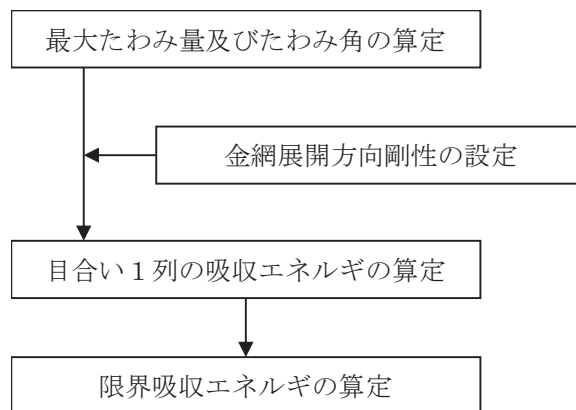 最大たわみ量及びたわみ角の算定
金網展開方向剛性の設定
目合い１列の吸収エネルギの算定
限界吸収エネルギの算定